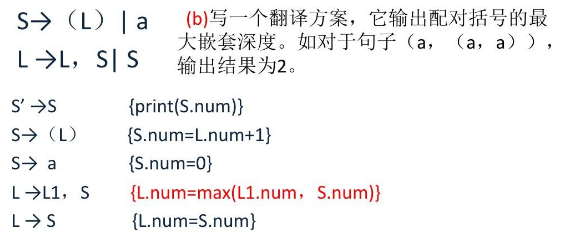 S→（L）| a
L →L，S| S
(b)写一个翻译方案，它输出配对括号的最
大嵌套深度。如对于句子（a，（a，a）），
输出结果为2。
S’ →S {print(S.num)}
S→（L） {S.num=L.num+1}
S→ a {S.num=0}
L →L1，S {L.num=max(L1.num，S.num)}
L → S {L.num=S.num}